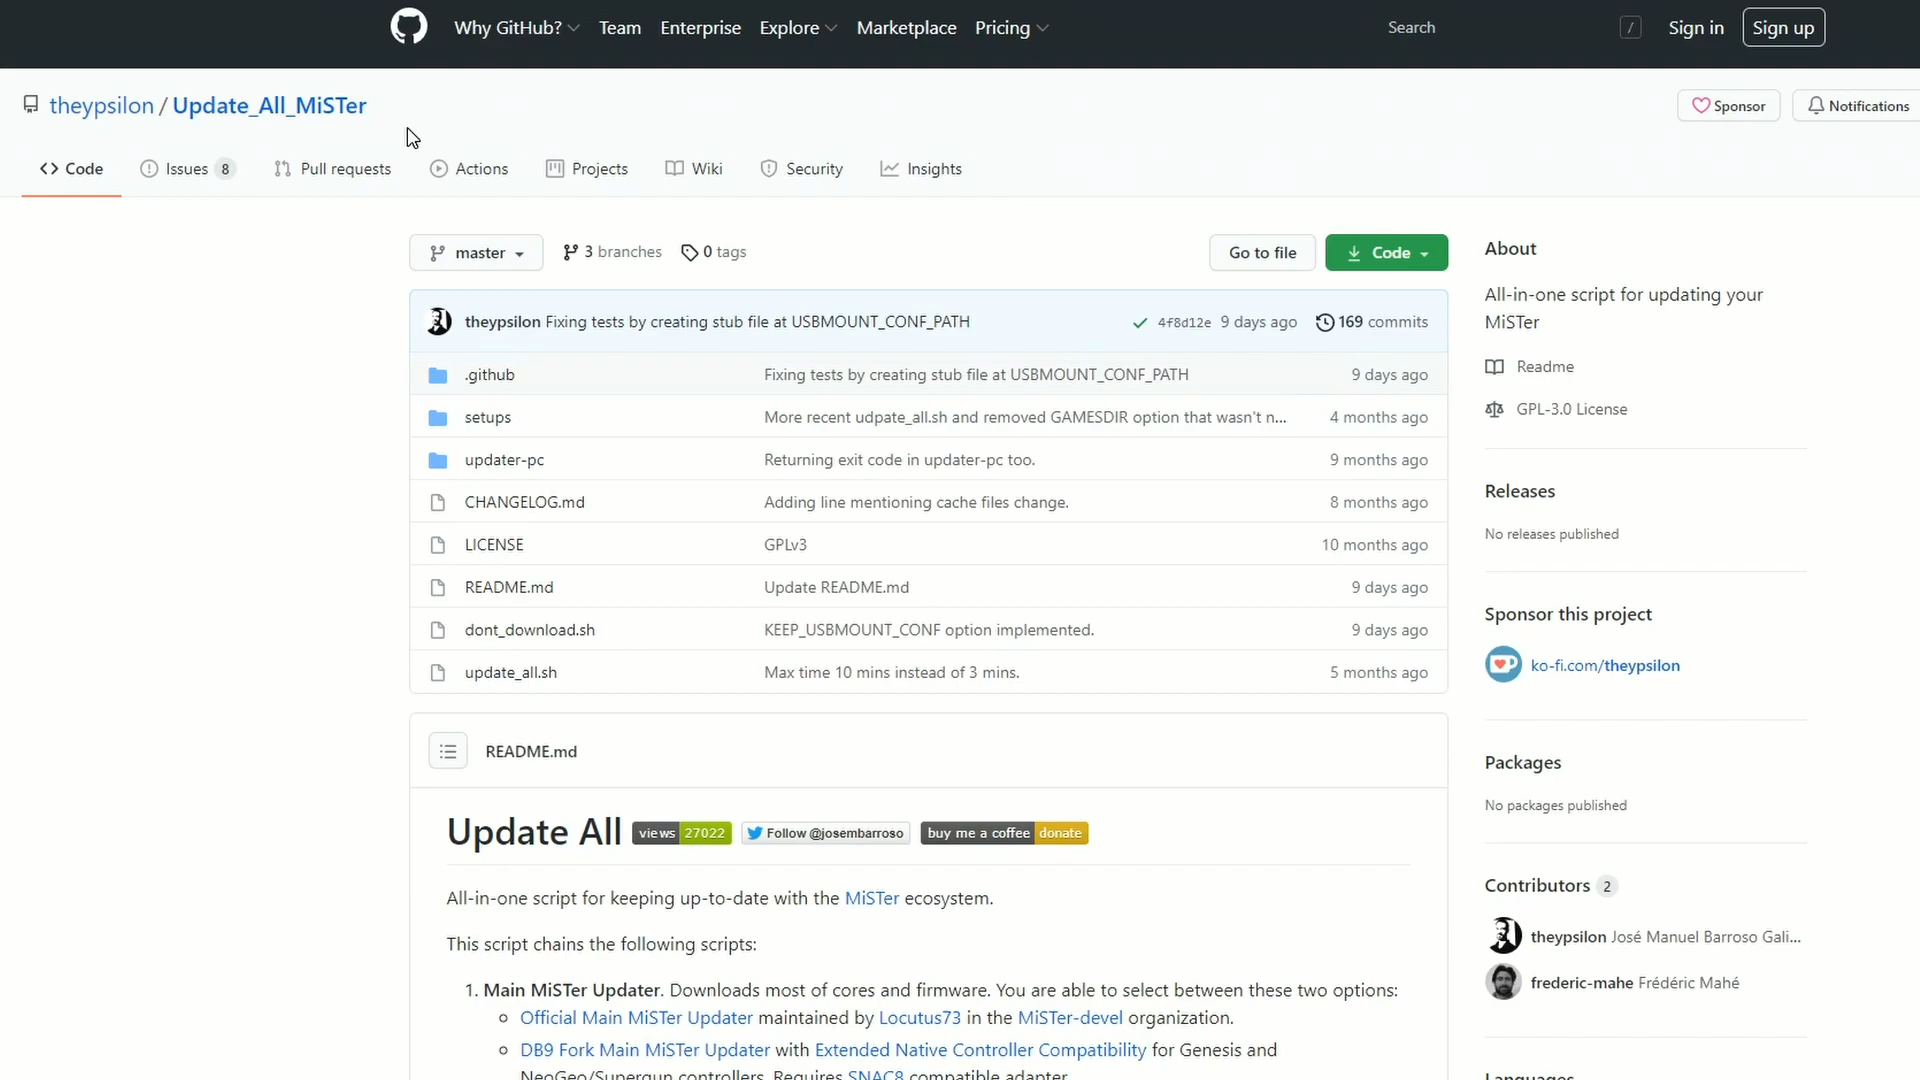 Why GitHub? Team Enterprise Explore Marketplace Pricing Search / Sign in Sign up
theypsilon / Update_All_MiSTer Sponsor Notifications
Code Issues 8 Pull requests Actions Projects Wiki Security Insights
master 3 branches 0 tags Go to file Code
theypsilon Fixing tests by creating stub file at USBMOUNT_CONF_PATH 4f8d12e 9 days ago 169 commits
.github Fixing tests by creating stub file at USBMOUNT_CONF_PATH 9 days ago
setups More recent udpate_all.sh and removed GAMESDIR option that wasn't n... 4 months ago
updater-pc Returning exit code in updater-pc too. 9 months ago
CHANGELOG.md Adding line mentioning cache files change. 8 months ago
LICENSE GPLv3 10 months ago
README.md Update README.md 9 days ago
dont_download.sh KEEP_USBMOUNT_CONF option implemented. 9 days ago
update_all.sh Max time 10 mins instead of 3 mins. 5 months ago
README.md
Update All views 27022 Follow @josembarroso buy me a coffee donate
All-in-one script for keeping up-to-date with the MiSTer ecosystem.
This script chains the following scripts:
1. Main MiSTer Updater. Downloads most of cores and firmware. You are able to select between these two options:
Official Main MiSTer Updater maintained by Locutus73 in the MiSTer-devel organization.
DB9 Fork Main MiSTer Updater with Extended Native Controller Compatibility for Genesis and
NeoGeo/Supergun controllers. Requires SNAC8 compatible adapter.
About
All-in-one script for updating your
MiSTer
Readme
GPL-3.0 License
Releases
No releases published
Sponsor this project
ko-fi.com/theypsilon
Packages
No packages published
Contributors 2
theypsilon José Manuel Barroso Gali...
frederic-mahe Frédéric Mahé
Languages